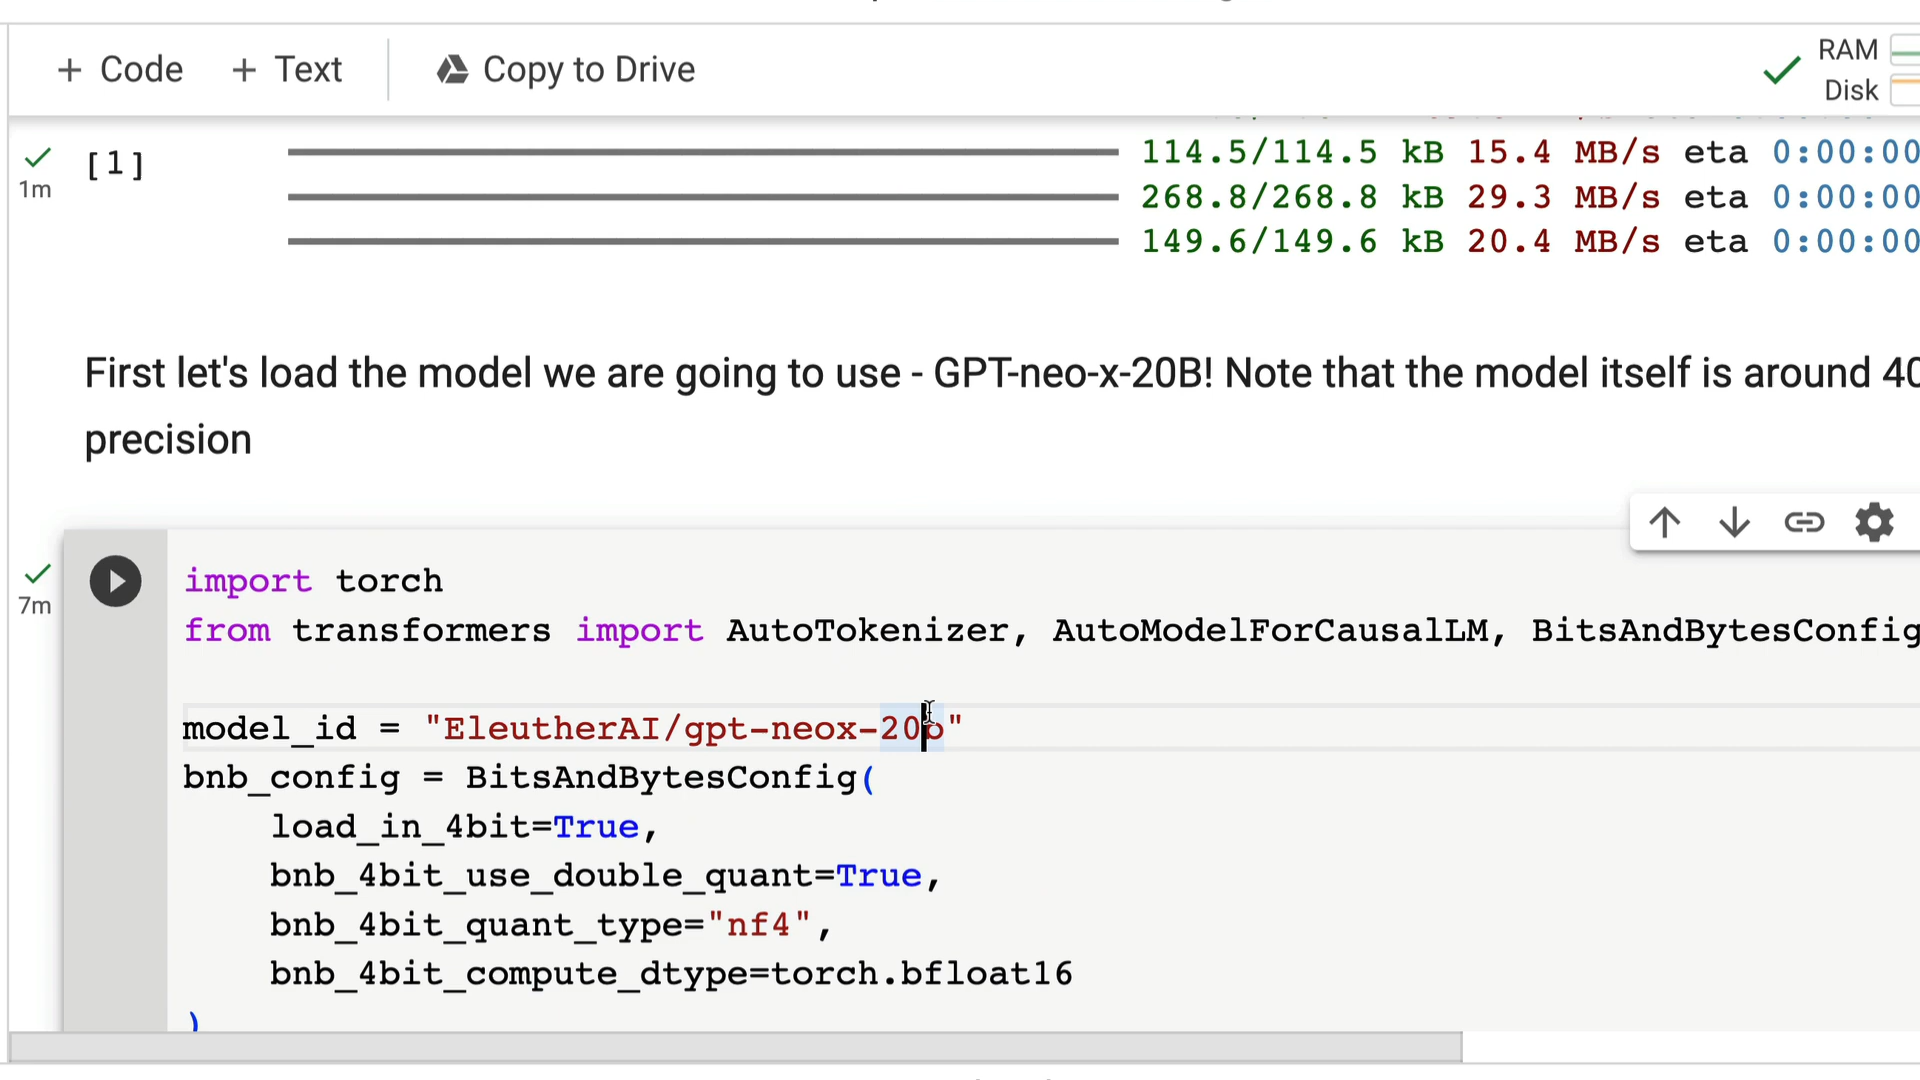 + Code + Text Copy to Drive
RAM
Disk
[1]
1m
114.5/114.5 kB 15.4 MB/s eta 0:00:00
268.8/268.8 kB 29.3 MB/s eta 0:00:00
149.6/149.6 kB 20.4 MB/s eta 0:00:00
First let's load the model we are going to use - GPT-neo-x-20B! Note that the model itself is around 40
precision
7m
import torch
from transformers import AutoTokenizer, AutoModelForCausalLM, BitsAndBytesConfig
model_id = "EleutherAI/gpt-neox-20b"
bnb_config = BitsAndBytesConfig(
load_in_4bit=True,
bnb_4bit_use_double_quant=True,
bnb_4bit_quant_type="nf4",
bnb_4bit_compute_dtype=torch.bfloat16
)